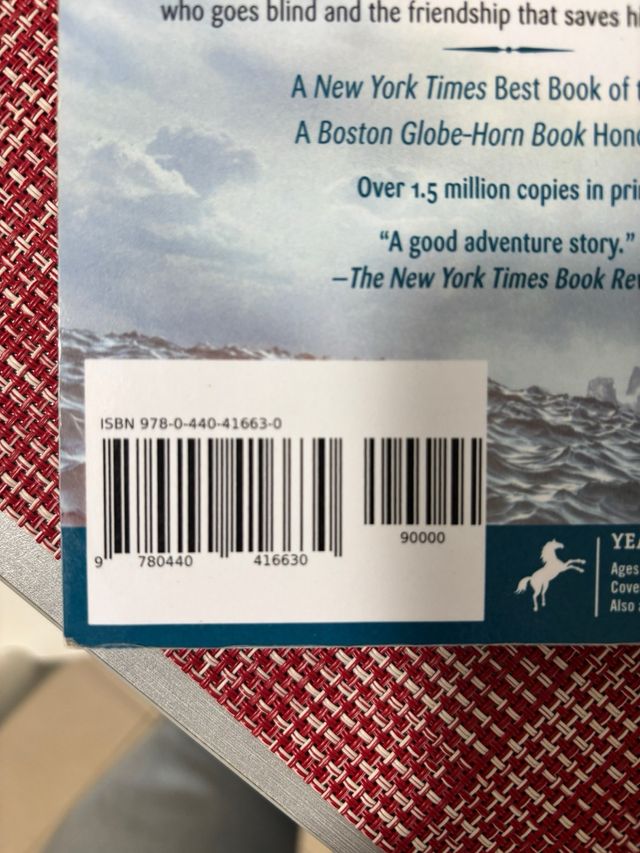 who goes blind and the friendship that saves
A New York Times Best Book of
A Boston Globe–Horn Book
Over 1.5 million copies in
“A good adventure story.”
–The New York Times Book
ISBN 978-0-440-41663-0
90000
9 780440 416630
Ages
Also